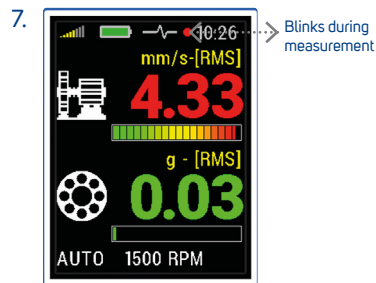 7.
10:26
Blinks during
measurement
mm/s-[RMS]
4.33
g - [RMS]
0.03
AUTO 1500 RPM